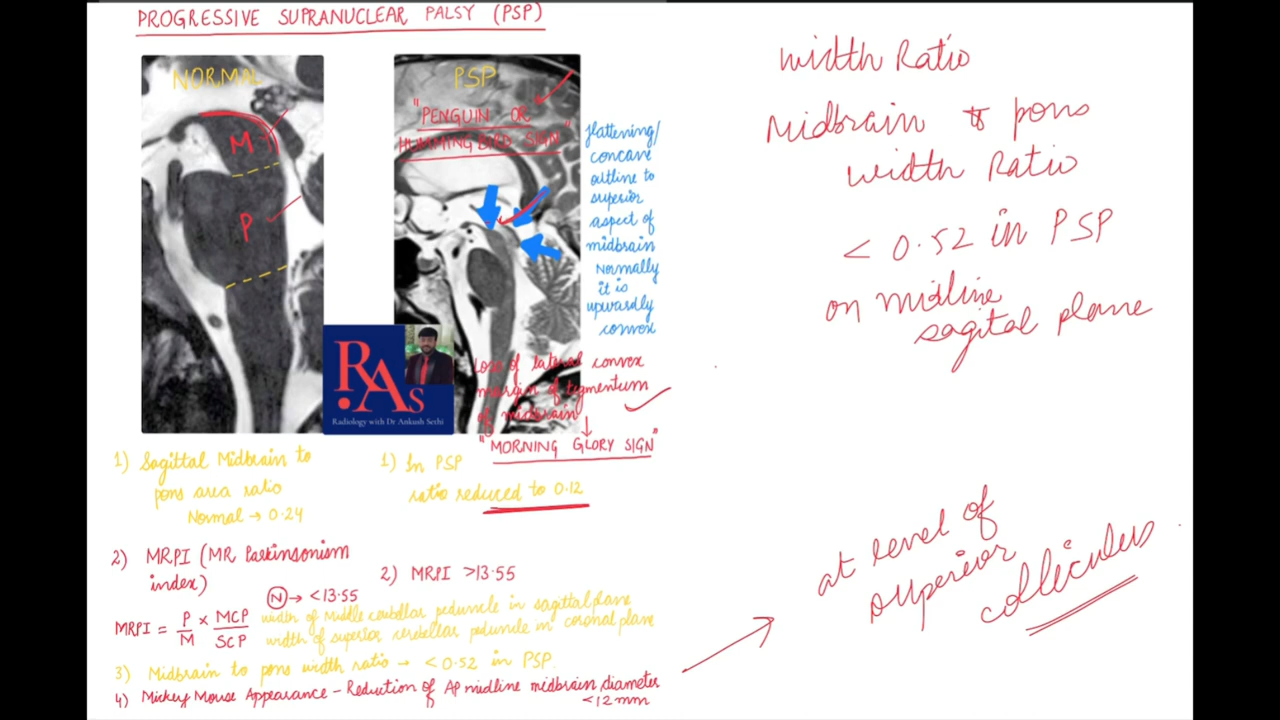 PROGRESSIVE SUPRANUCLEAR PALSY (PSP)
NORMAL
M
P
PSP
"PENGUIN OR
HUMMING BIRD SIGN"
flattening/
concave
outline to
superior
aspect of
midbrain
Normally
it is
upwardly
convex
RAs
Radiology with Dr Ankush Sethi
Loss of lateral convex
margin of tegmentum
of midbrain
"MORNING GLORY SIGN"
1) Sagittal Midbrain to
pons area ratio
Normal → 0.24
1) In PSP
ratio reduced to 0.12
2) MRPI (MR Parkinsonism
index)
N → <13.55
2) MRPI >13.55
MRPI = P/M × MCP/SCP
width of middle cerebellar peduncle in sagittal plane
width of superior cerebellar peduncle in coronal plane
3) Midbrain to pons width ratio → <0.52 in PSP.
4) Mickey Mouse Appearance - Reduction of AP midline midbrain diameter
<12mm
width Ratio
Midbrain to pons
width Ratio
< 0.52 in PSP
on midline
sagital plane
at level of
superior
colliculus